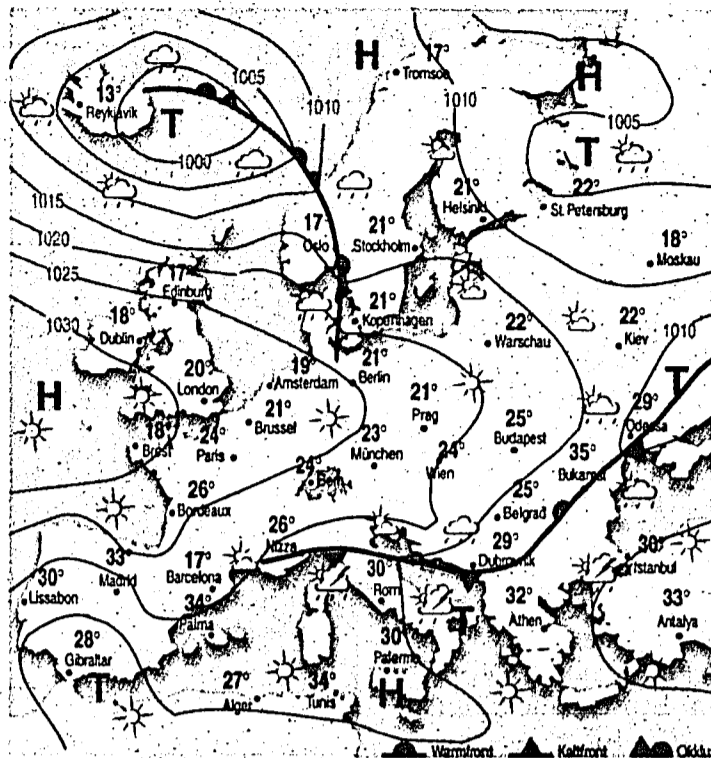 H
17°
Tromsoe
1005
13°
Reykjavik
H
1010
1010
T
1005
1000
T
21°
Helsinki
22°
St. Petersburg
1015
17
Oslo
21°
Stockholm
18°
Moskau
1020
1025
17°
Edinburg
1030
18°
Dublin
21°
Kopenhagen
22°
Warschau
22°
Kiev
1010
20°
London
19°
Amsterdam
21°
Berlin
T
H
21°
Brussel
21°
Prag
29°
Odessa
18°
Brest
24°
Paris
23°
München
24°
Wien
25°
Budapest
35°
Bukarest
24°
Bern
26°
Bordeaux
26°
Nizza
25°
Belgrad
33°
Madrid
17°
Barcelona
29°
Dubrovnik
30
Istanbul
30°
Lissabon
30°
Rom
34°
Palma
T
32°
Athen
33°
Antalya
28°
Gibraltar
30
Palermo
T
27°
Algier
34°
Tunis
H
Warmfront Kaltfront